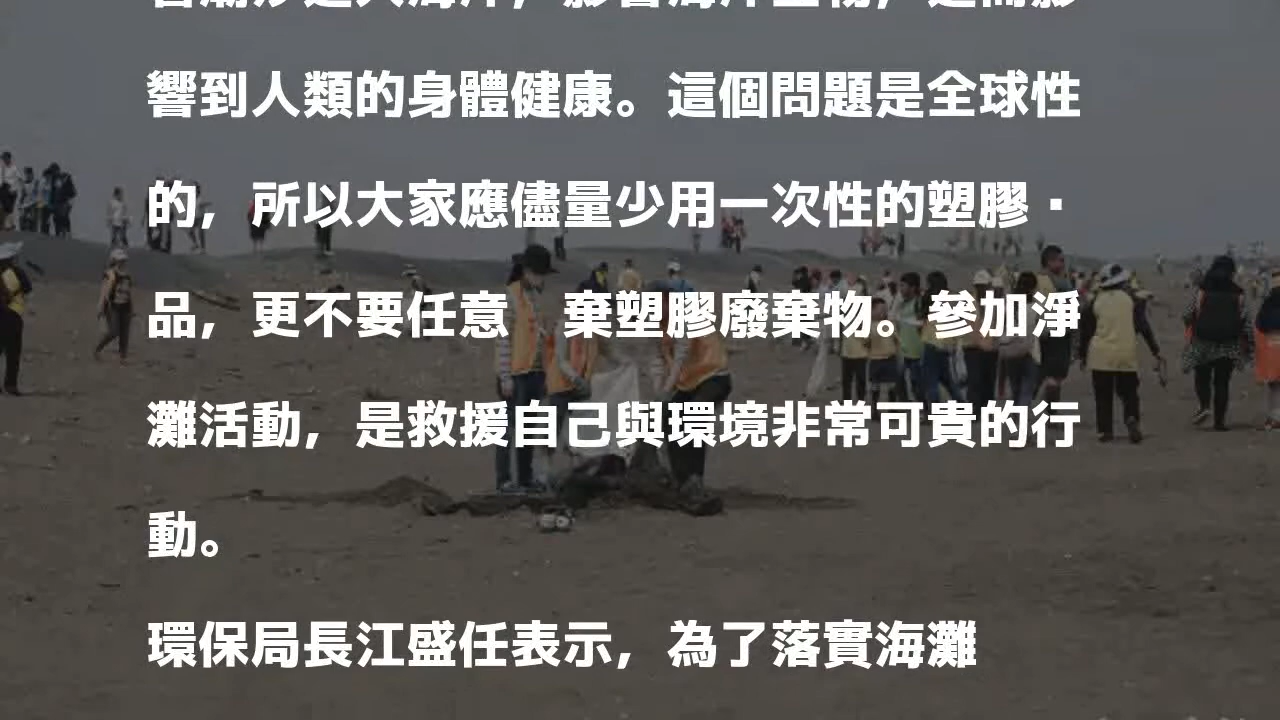 響到人類的身體健康。這個問題是全球性
的，所以大家應儘量少用一次性的塑膠·
品，更不要任意　棄塑膠廢棄物。參加淨
灘活動，是救援自己與環境非常可貴的行
動。
環保局長江盛任表示，為了落實海灘